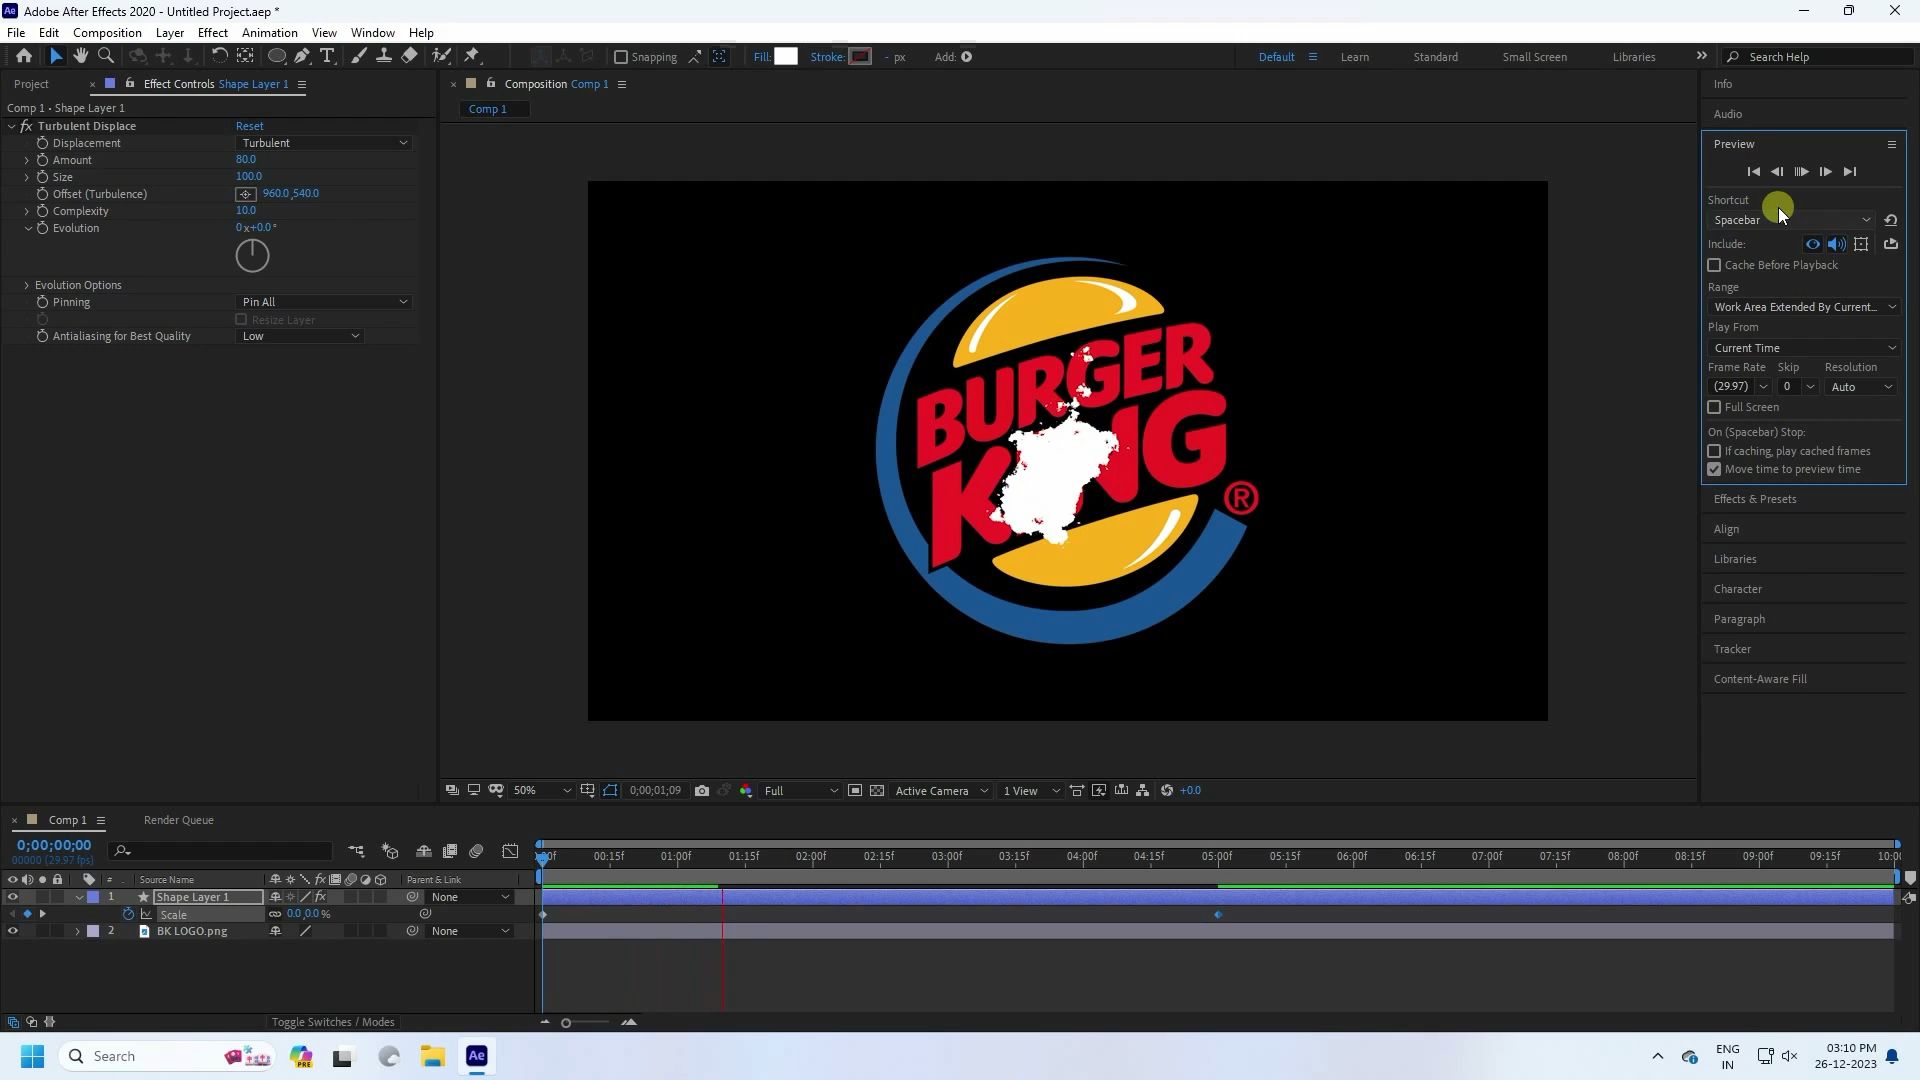 Adobe After Effects 2020 - Untitled Project.aep *
File Edit Composition Layer Effect Animation View Window Help
Snapping Fill: Stroke: - px Add: Default Learn Standard Small Screen Libraries Search Help
Project Effect Controls Shape Layer 1
Comp 1 • Shape Layer 1
fx Turbulent Displace Reset
Displacement Turbulent
Amount 80.0
Size 100.0
Offset (Turbulence) 960.0,540.0
Complexity 10.0
Evolution 0x+0.0°
Evolution Options
Pinning Pin All
Resize Layer
Antialiasing for Best Quality Low
Composition Comp 1
Comp 1
BURGER
®
50% 0;00;01;09 Full Active Camera 1 View +0.0
Info
Audio
Preview
Shortcut
Spacebar
Include:
Cache Before Playback
Range
Work Area Extended By Current...
Play From
Current Time
Frame Rate Skip Resolution
(29.97) 0 Auto
Full Screen
On (Spacebar) Stop:
If caching, play cached frames
Move time to preview time
Effects & Presets
Align
Libraries
Character
Paragraph
Tracker
Content-Aware Fill
Comp 1 Render Queue
0;00;00;00
00000 (29.97 fps)
00:15f 01:00f 01:15f 02:00f 02:15f 03:00f 03:15f 04:00f 04:15f 05:00f 05:15f 06:00f 06:15f 07:00f 07:15f 08:00f 08:15f 09:00f 09:15f
# Source Name fx Parent & Link
1 Shape Layer 1 fx None
Scale 0.0,0.0 %
2 BK LOGO.png None
Toggle Switches / Modes
Search PRE Ae ENG
IN
03:10 PM
26-12-2023